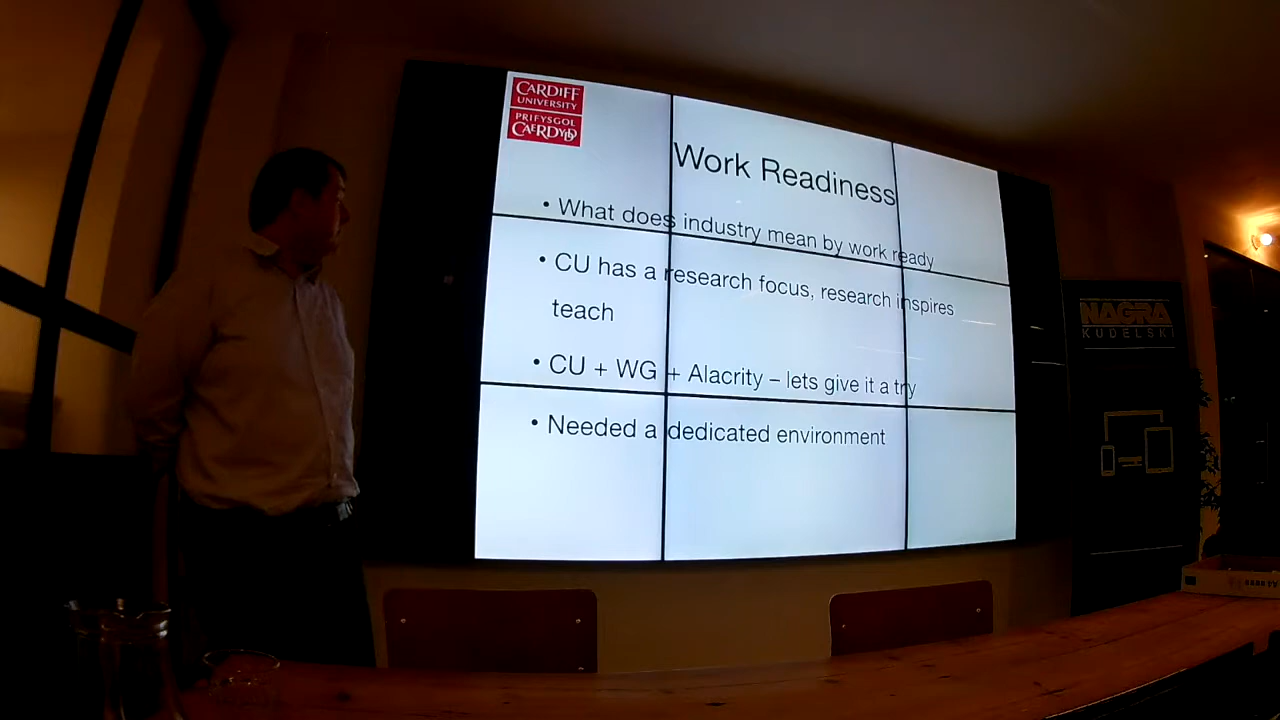 CARDIFF
UNIVERSITY
PRIFYSGOL
CAERDYDD
Work Readiness
• What does industry mean by work ready
• CU has a research focus, research inspires
teach
• CU + WG + Alacrity – lets give it a try
• Needed a dedicated environment
NAGRA
KUDELSKI